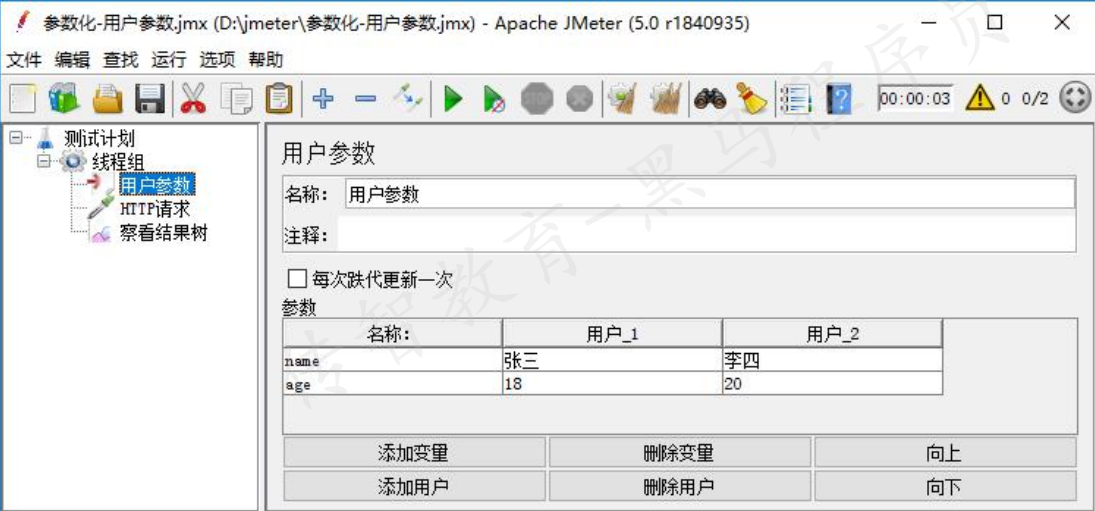 参数化-用户参数.jmx (D:\jmeter\参数化-用户参数.jmx) - Apache JMeter (5.0 r1840935)
文件 编辑 查找 运行 选项 帮助
STOP 00:00:03 0 0/2
测试计划
线程组
用户参数
HTTP请求
察看结果树
用户参数
名称： 用户参数
注释：
每次跌代更新一次
参数
名称: 用户_1 用户_2
name 张三 李四
age 18 20
添加变量 删除变量 向上
添加用户 删除用户 向下
传智教育-黑马程序员